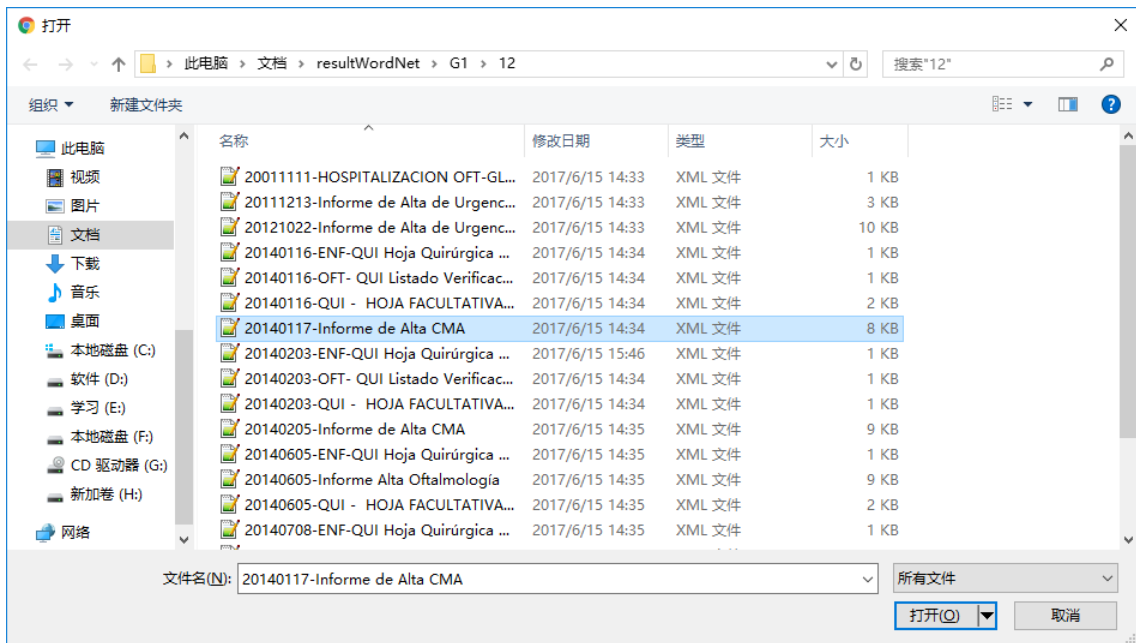 打开
此电脑 › 文档 › resultWordNet › G1 › 12
搜索"12"
组织 新建文件夹
名称 修改日期 类型 大小
此电脑
视频
图片
文档
下载
音乐
桌面
本地磁盘 (C:)
软件 (D:)
学习 (E:)
本地磁盘 (F:)
CD 驱动器 (G:)
新加卷 (H:)
网络
20011111-HOSPITALIZACION OFT-GL... 2017/6/15 14:33 XML 文件 1 KB
20111213-Informe de Alta de Urgenc... 2017/6/15 14:33 XML 文件 3 KB
20121022-Informe de Alta de Urgenc... 2017/6/15 14:33 XML 文件 10 KB
20140116-ENF-QUI Hoja Quirúrgica ... 2017/6/15 14:34 XML 文件 1 KB
20140116-OFT- QUI Listado Verificac... 2017/6/15 14:34 XML 文件 1 KB
20140116-QUI - HOJA FACULTATIVA... 2017/6/15 14:34 XML 文件 2 KB
20140117-Informe de Alta CMA 2017/6/15 14:34 XML 文件 8 KB
20140203-ENF-QUI Hoja Quirúrgica ... 2017/6/15 15:46 XML 文件 1 KB
20140203-OFT- QUI Listado Verificac... 2017/6/15 14:34 XML 文件 1 KB
20140203-QUI - HOJA FACULTATIVA... 2017/6/15 14:34 XML 文件 1 KB
20140205-Informe de Alta CMA 2017/6/15 14:35 XML 文件 9 KB
20140605-ENF-QUI Hoja Quirúrgica ... 2017/6/15 14:35 XML 文件 1 KB
20140605-Informe Alta Oftalmología 2017/6/15 14:35 XML 文件 9 KB
20140605-QUI - HOJA FACULTATIVA... 2017/6/15 14:35 XML 文件 2 KB
20140708-ENF-QUI Hoja Quirúrgica ... 2017/6/15 14:35 XML 文件 1 KB
文件名(N): 20140117-Informe de Alta CMA 所有文件
打开(O) 取消